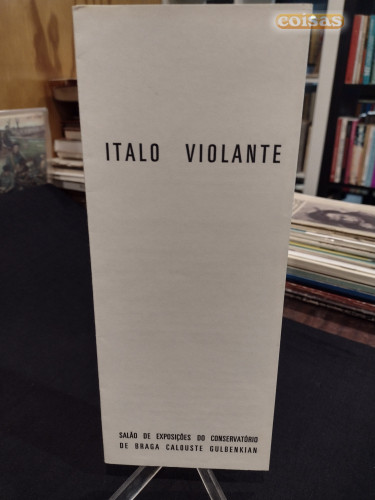 coisas
ITALO VIOLANTE
SALÃO DE EXPOSIÇÕES DO CONSERVATÓRIO
DE BRAGA CALOUSTE GULBENKIAN